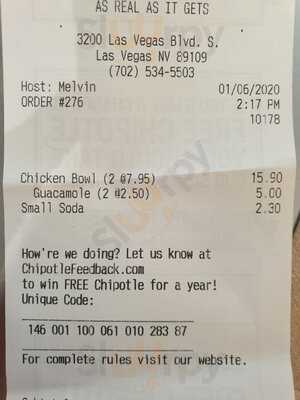 AS REAL AS IT GETS
3200 Las Vegas Blvd. S.
Las Vegas NV 89109
(702) 534-5503
Host: Melvin 01/06/2020
ORDER #276 2:17 PM
10178
Chicken Bowl (2 @7.95) 15.90
Guacamole (2 @2.50) 5.00
Small Soda 2.30
How're we doing? Let us know at
ChipotleFeedback.com
to win FREE Chipotle for a year!
Unique Code:
146 001 100 061 010 283 87
For complete rules visit our website.